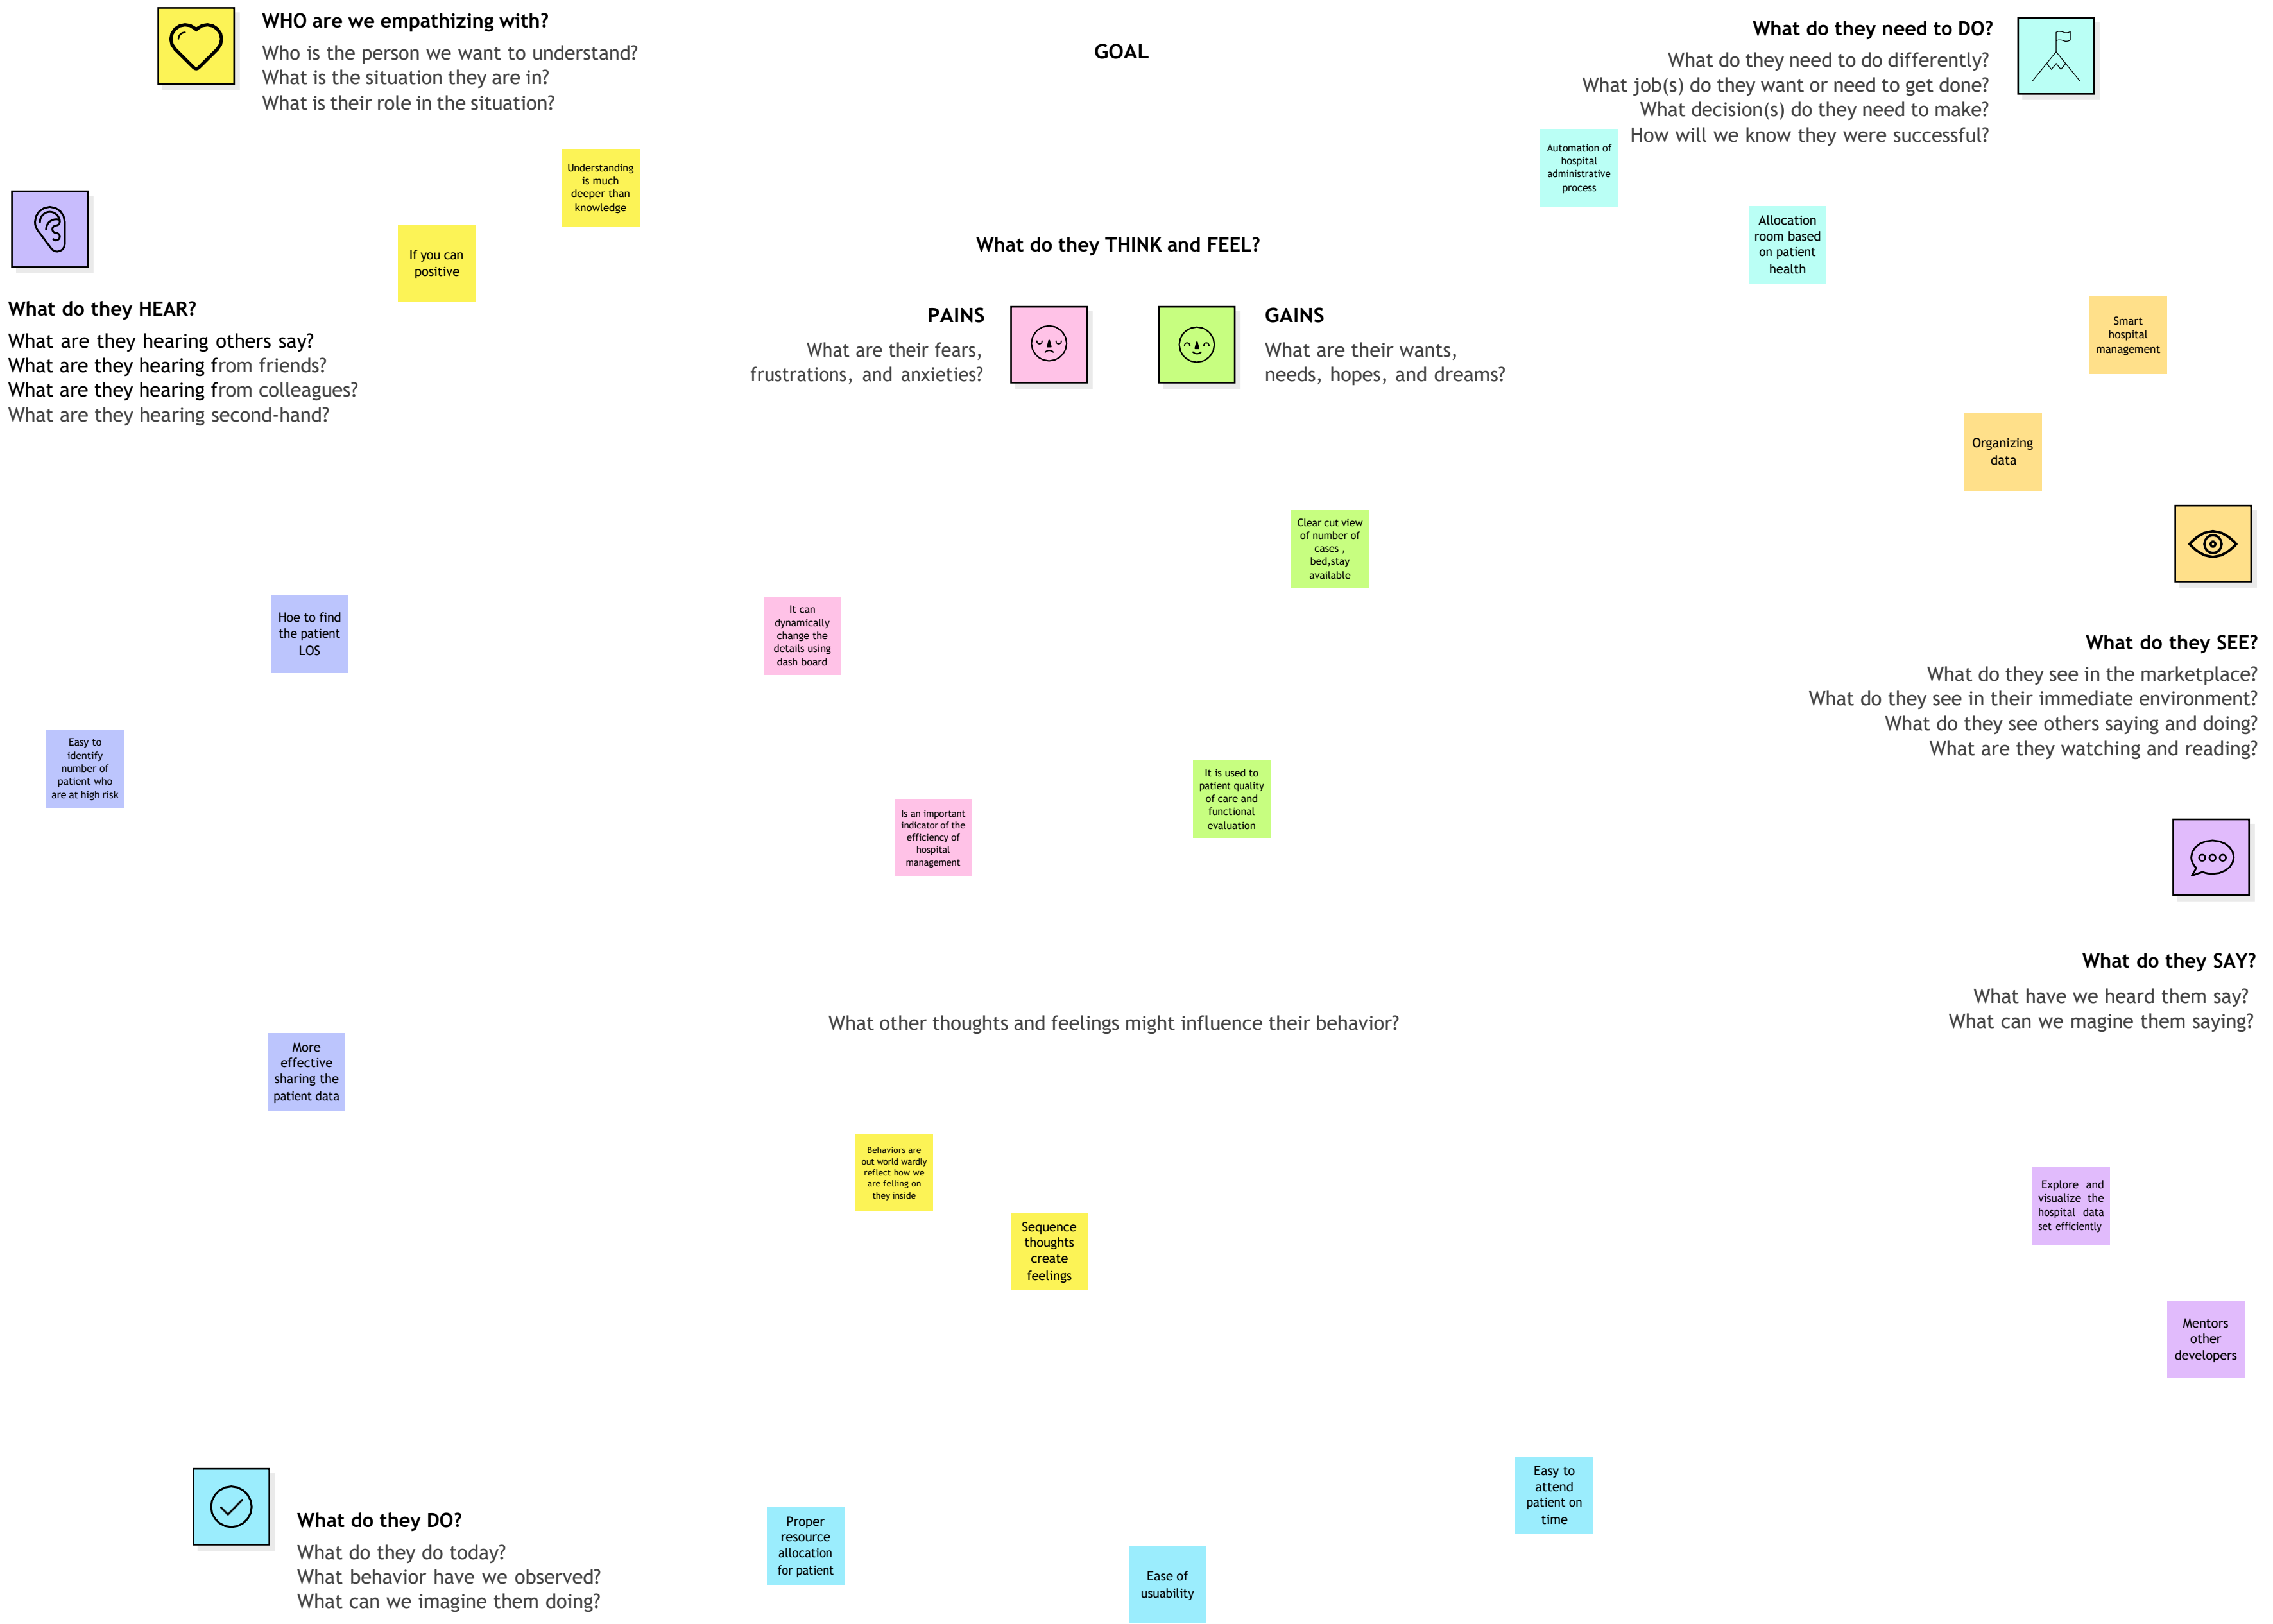 WHO are we empathizing with?
Who is the person we want to understand?
What is the situation they are in?
What is their role in the situation?
GOAL
What do they need to DO?
What do they need to do differently?
What job(s) do they want or need to get done?
What decision(s) do they need to make?
How will we know they were successful?
Understanding
is much
deeper than
knowledge
If you can
positive
Automation of
hospital
administrative
process
Allocation
room based
on patient
health
What do they HEAR?
What are they hearing others say?
What are they hearing from friends?
What are they hearing from colleagues?
What are they hearing second-hand?
What do they THINK and FEEL?
PAINS
What are their fears,
frustrations, and anxieties?
GAINS
What are their wants,
needs, hopes, and dreams?
Smart
hospital
management
Organizing
data
Clear cut view
of number of
cases ,
bed,stay
available
Hoe to find
the patient
LOS
It can
dynamically
change the
details using
dash board
What do they SEE?
What do they see in the marketplace?
What do they see in their immediate environment?
What do they see others saying and doing?
What are they watching and reading?
Easy to
identify
number of
patient who
are at high risk
It is used to
patient quality
of care and
functional
evaluation
Is an important
indicator of the
efficiency of
hospital
management
What do they SAY?
What have we heard them say?
What can we magine them saying?
What other thoughts and feelings might influence their behavior?
More
effective
sharing the
patient data
Behaviors are
out world wardly
reflect how we
are felling on
they inside
Sequence
thoughts
create
feelings
Explore and
visualize the
hospital data
set efficiently
Mentors
other
developers
What do they DO?
What do they do today?
What behavior have we observed?
What can we imagine them doing?
Proper
resource
allocation
for patient
Ease of
usuability
Easy to
attend
patient on
time